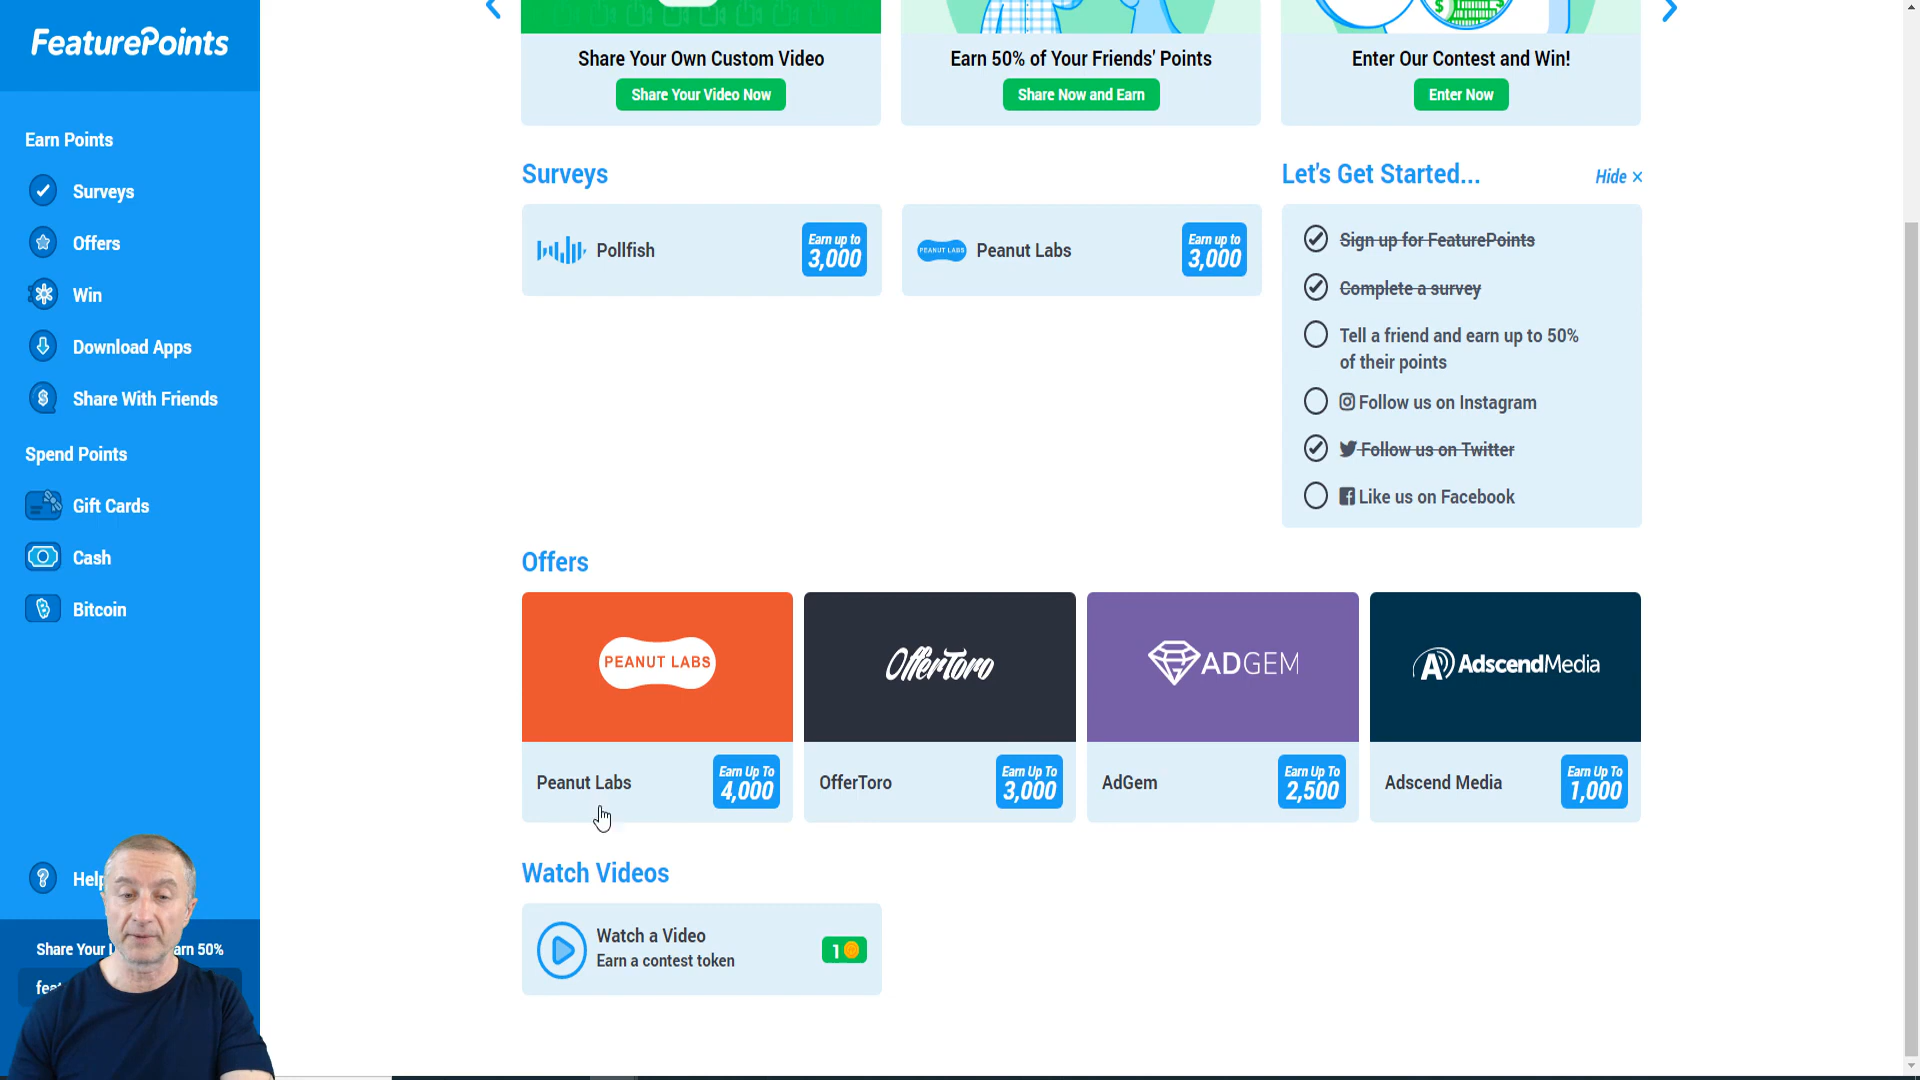 FeaturePoints
Earn Points
Surveys
Offers
Win
Download Apps
Share With Friends
Spend Points
Gift Cards
Cash
Bitcoin
Share Your Own Custom Video
Share Your Video Now
Earn 50% of Your Friends' Points
Share Now and Earn
Enter Our Contest and Win!
Enter Now
Surveys
Pollfish
Earn up to
3,000
PEANUT LABS
Peanut Labs
Earn up to
3,000
Let's Get Started...
Hide ×
Sign up for FeaturePoints
Complete a survey
Tell a friend and earn up to 50%
of their points
Follow us on Instagram
Follow us on Twitter
Like us on Facebook
Offers
PEANUT LABS
OfferToro
ADGEM
AdscendMedia
Peanut Labs
Earn Up To
4,000
OfferToro
Earn Up To
3,000
AdGem
Earn Up To
2,500
Adscend Media
Earn Up To
1,000
Watch Videos
Watch a Video
Earn a contest token
1
Help
Share Your
50%